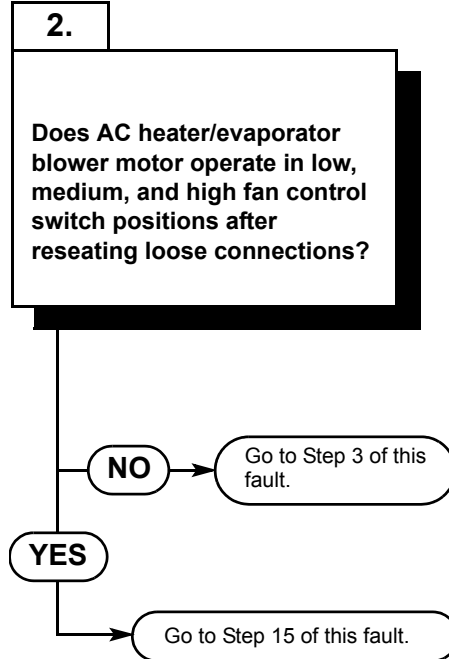 2.
Does AC heater/evaporator
blower motor operate in low,
medium, and high fan control
switch positions after
reseating loose connections?
NO
Go to Step 3 of this
fault.
YES
Go to Step 15 of this fault.